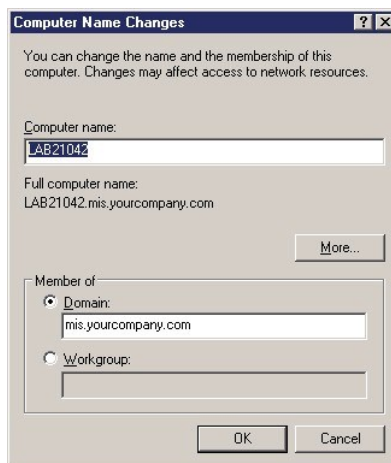 Computer Name Changes
You can change the name and the membership of this
computer. Changes may affect access to network resources.
Computer name:
LAB21042
Full computer name:
LAB21042.mis.yourcompany.com
More...
Member of
Domain:
mis.yourcompany.com
Workgroup:
OK Cancel